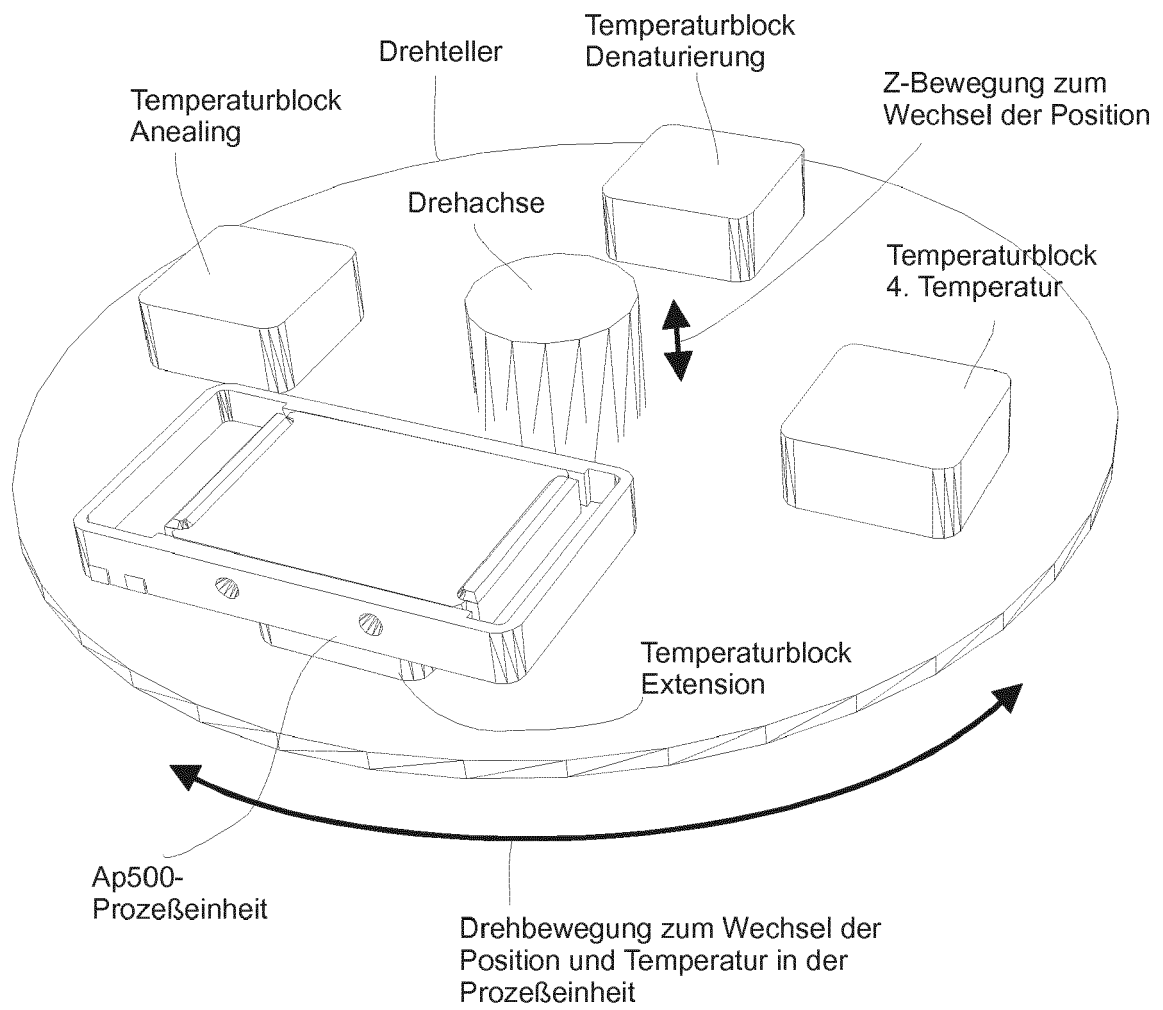 Temperaturblock
Denaturierung
Drehteller
Z-Bewegung zum
Wechsel der Position
Temperaturblock
Anealing
Drehachse
Temperaturblock
4. Temperatur
Temperaturblock
Extension
Ap500-
Prozeßeinheit
Drehbewegung zum Wechsel der
Position und Temperatur in der
Prozeßeinheit